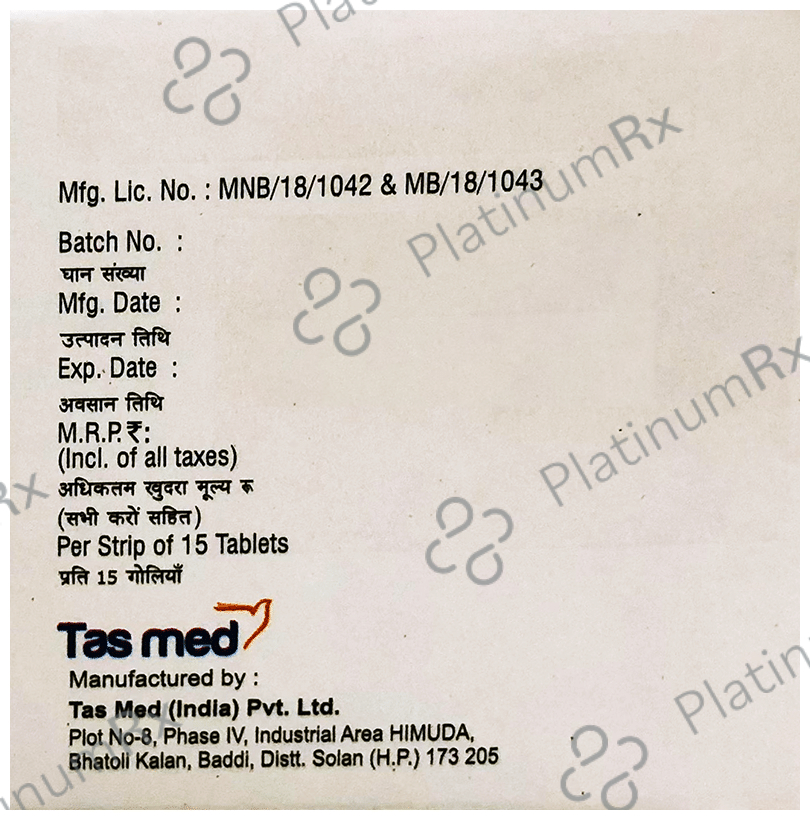 Mfg. Lic. No. : MNB/18/1042 & MB/18/1043
Batch No. :
घान संख्या
Mfg. Date :
उत्पादन तिथि
Exp. Date :
अवसान तिथि
M.R.P.₹:
(Incl. of all taxes)
अधिकतम खुदरा मूल्य रू
(सभी करों सहित)
Per Strip of 15 Tablets
प्रति 15 गोलियाँ
Tas med
Manufactured by :
Tas Med (India) Pvt. Ltd.
Plot No-8, Phase IV, Industrial Area HIMUDA,
Bhatoli Kalan, Baddi, Distt. Solan (H.P.) 173 205
PlatinumRx
PlatinumRx